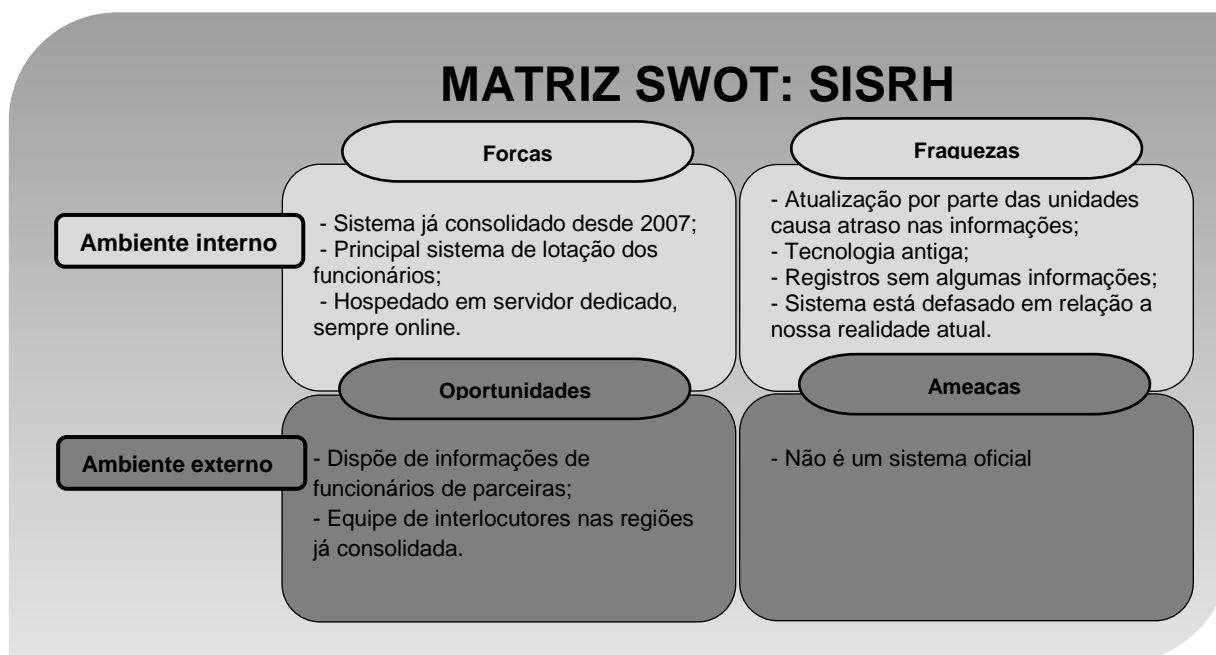 MATRIZ SWOT: SISRH
Forças
Fraquezas
Ambiente interno
- Sistema já consolidado desde 2007;
- Principal sistema de lotação dos
funcionários;
- Hospedado em servidor dedicado,
sempre online.
- Atualização por parte das unidades
causa atraso nas informações;
- Tecnologia antiga;
- Registros sem algumas informações;
- Sistema está defasado em relação a
nossa realidade atual.
Oportunidades
Ameaças
Ambiente externo
- Dispõe de informações de
funcionários de parceiras;
- Equipe de interlocutores nas regiões
já consolidada.
- Não é um sistema oficial